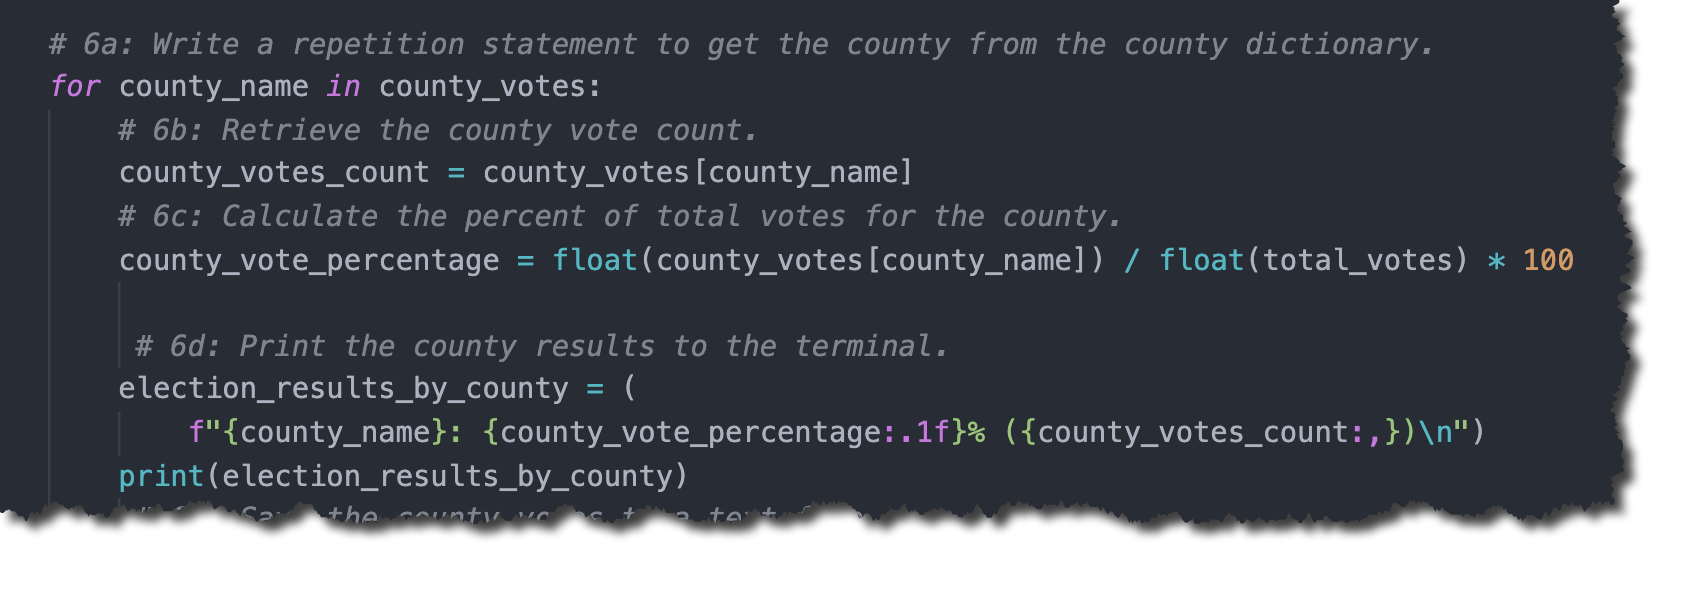 # 6a: Write a repetition statement to get the county from the county dictionary.
for county_name in county_votes:
# 6b: Retrieve the county vote count.
county_votes_count = county_votes[county_name]
# 6c: Calculate the percent of total votes for the county.
county_vote_percentage = float(county_votes[county_name]) / float(total_votes) * 100
# 6d: Print the county results to the terminal.
election_results_by_county = (
f"{county_name}: {county_vote_percentage:.1f}% ({county_votes_count:,})\n")
print(election_results_by_county)
the county votes